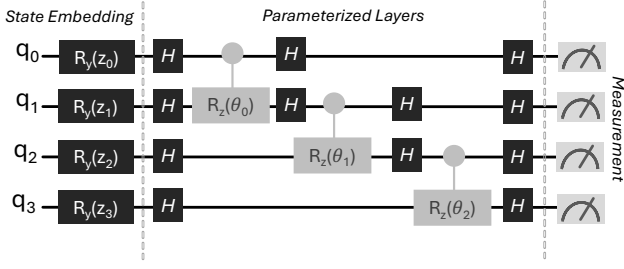 State Embedding Parameterized Layers
q0 Ry(z0) H H H
q1 Ry(z1) H Rz(θ0) H H H
q2 Ry(z2) H Rz(θ1) H H
q3 Ry(z3) H Rz(θ2) H
Measurement